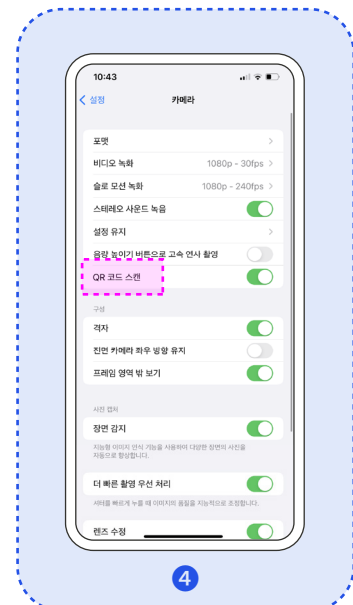 10:43
설정
카메라
포맷
비디오 녹화 1080p - 30fps
슬로 모션 녹화 1080p - 240fps
스테레오 사운드 녹음
설정 유지
음량 높이기 버튼으로 고속 연사 촬영
QR 코드 스캔
구성
격자
전면 카메라 좌우 방향 유지
프레임 영역 밖 보기
사진 캡처
장면 감지
지능형 이미지 인식 기능을 사용하여 다양한 장면의 사진을
자동으로 향상합니다.
더 빠른 촬영 우선 처리
셔터를 빠르게 누를 때 이미지의 품질을 지능적으로 조정합니다.
렌즈 수정
4